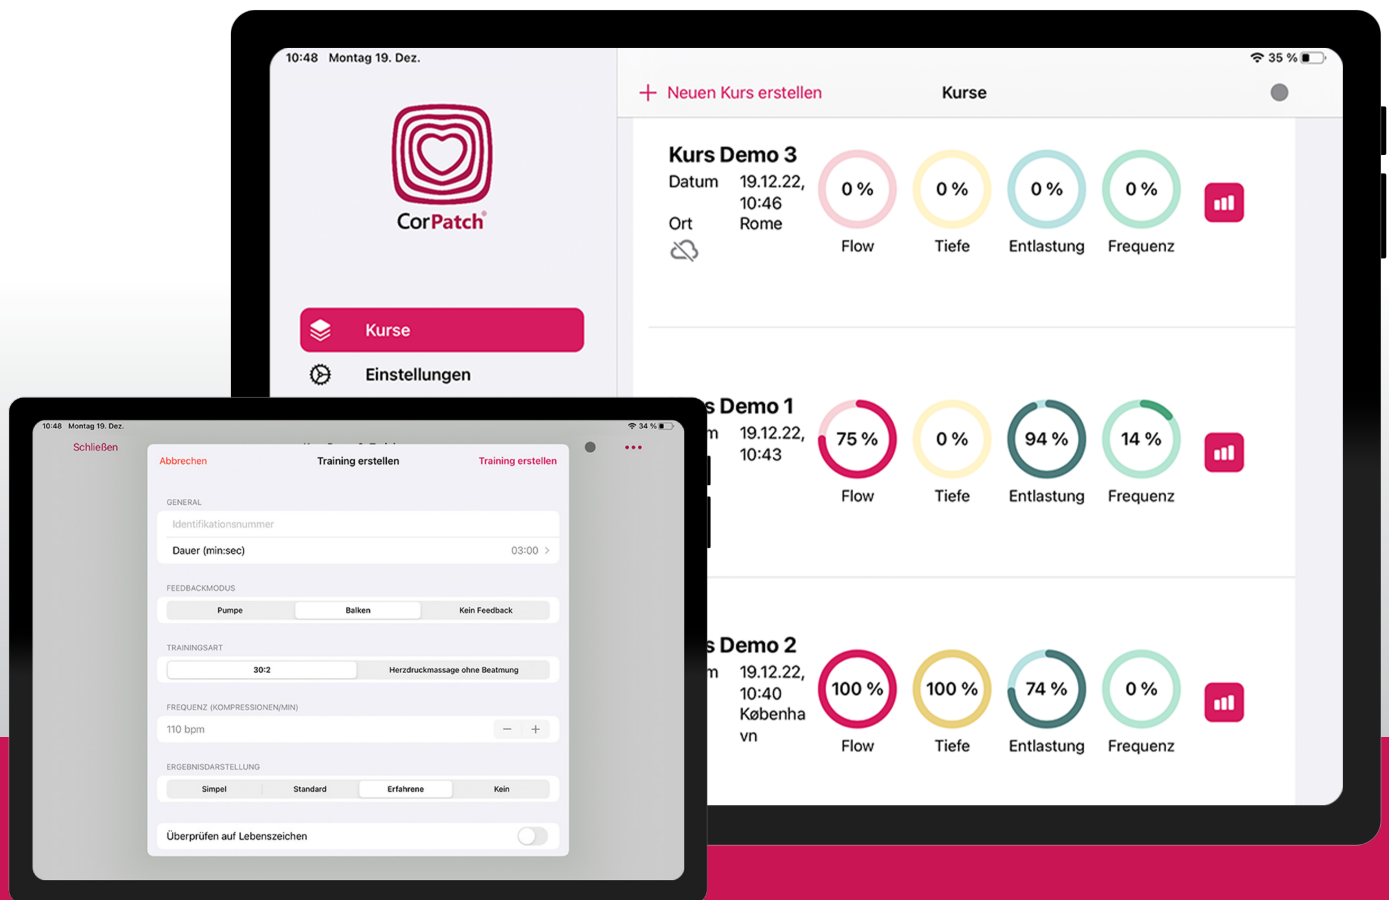 10:48 Montag 19. Dez.
35 %
CorPatch®
Kurse
Einstellungen
Neuen Kurs erstellen
Kurse
Kurs Demo 3
Datum 19.12.22,
10:46
Ort Rome
0 %
0 %
0 %
0 %
Flow
Tiefe
Entlastung
Frequenz
s Demo 1
m 19.12.22,
10:43
75 %
0 %
94 %
14 %
Flow
Tiefe
Entlastung
Frequenz
s Demo 2
m 19.12.22,
10:40
Københa
vn
100 %
100 %
74 %
0 %
Flow
Tiefe
Entlastung
Frequenz
10:48 Montag 19. Dez.
34 %
Schließen
Abbrechen
Training erstellen
Training erstellen
GENERAL
Identifikationsnummer
Dauer (min:sec) 03:00
FEEDBACKMODUS
Pumpe
Balken
Kein Feedback
TRAININGSART
30:2
Herzdruckmassage ohne Beatmung
FREQUENZ (KOMPRESSIONEN/MIN)
110 bpm
ERGEBNISDARSTELLUNG
Simpel
Standard
Erfahrene
Kein
Überprüfen auf Lebenszeichen